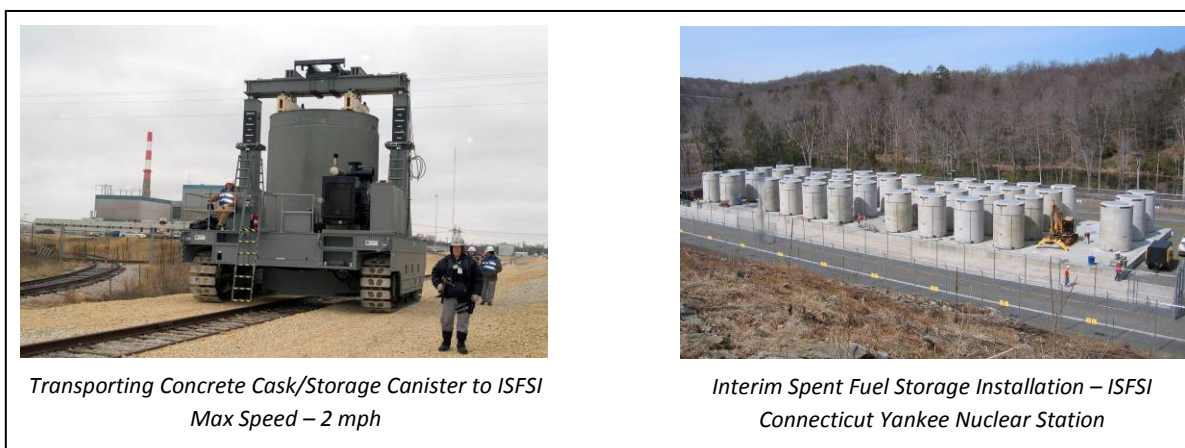 Transporting Concrete Cask/Storage Canister to ISFSI
Max Speed – 2 mph
Interim Spent Fuel Storage Installation – ISFSI
Connecticut Yankee Nuclear Station